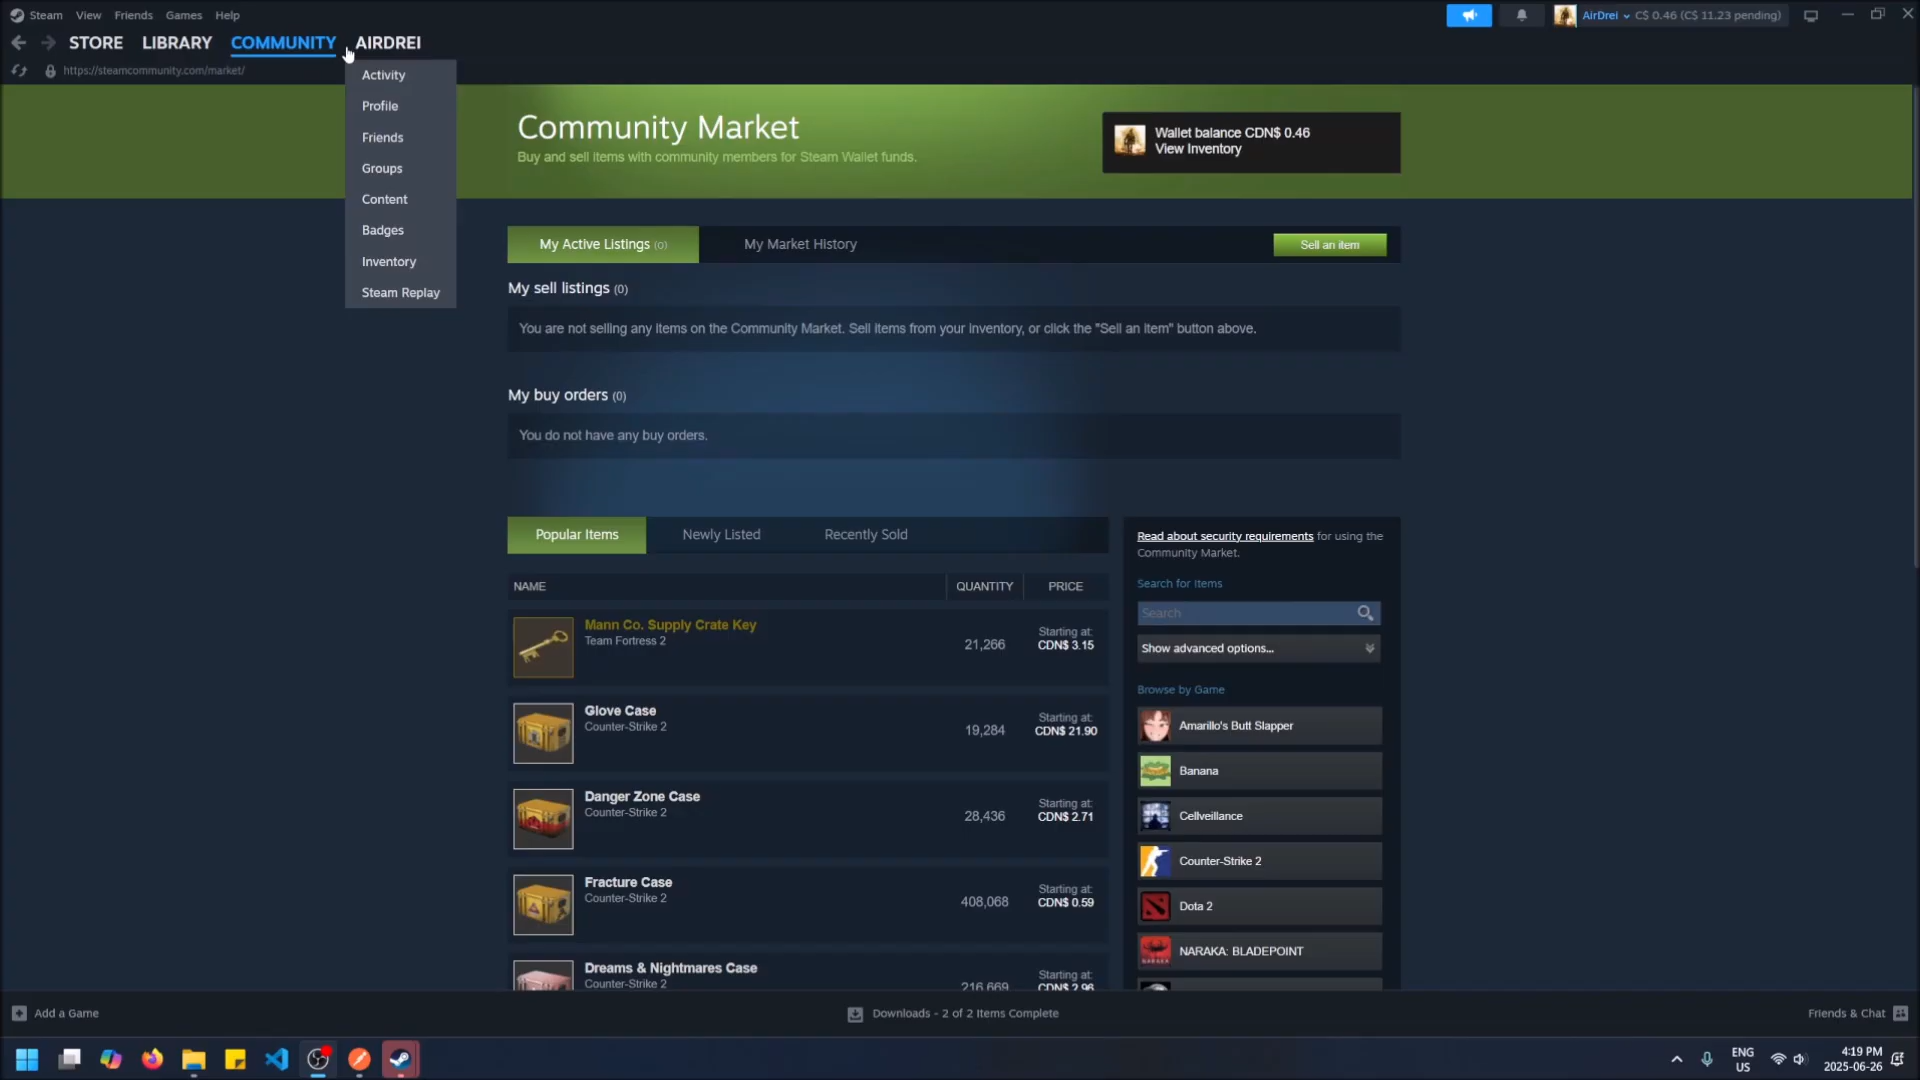 Steam View Friends Games Help
AirDrei C$ 0.46 (C$ 11.23 pending)
STORE LIBRARY COMMUNITY AIRDREI
https://steamcommunity.com/market/
Activity
Profile
Friends
Groups
Content
Badges
Inventory
Steam Replay
Community Market
Buy and sell items with community members for Steam Wallet funds.
Wallet balance CDN$ 0.46
View Inventory
My Active Listings (0) My Market History Sell an item
My sell listings (0)
You are not selling any items on the Community Market. Sell items from your inventory, or click the "Sell an item" button above.
My buy orders (0)
You do not have any buy orders.
Popular Items Newly Listed Recently Sold
NAME QUANTITY PRICE
Mann Co. Supply Crate Key
Team Fortress 2
21,266
Starting at:
CDN$ 3.15
Glove Case
Counter-Strike 2
19,284
Starting at:
CDN$ 21.90
Danger Zone Case
Counter-Strike 2
28,436
Starting at:
CDN$ 2.71
Fracture Case
Counter-Strike 2
408,068
Starting at:
CDN$ 0.59
Dreams & Nightmares Case
Counter-Strike 2
216,669
Starting at:
CDN$ 2.96
Read about security requirements for using the
Community Market.
Search for Items
Search
Show advanced options...
Browse by Game
Amarillo's Butt Slapper
Banana
Cellveillance
Counter-Strike 2
Dota 2
NARAKA
NARAKA: BLADEPOINT
Add a Game
Downloads - 2 of 2 Items Complete
Friends & Chat
ENG
US
4:19 PM
2025-06-26